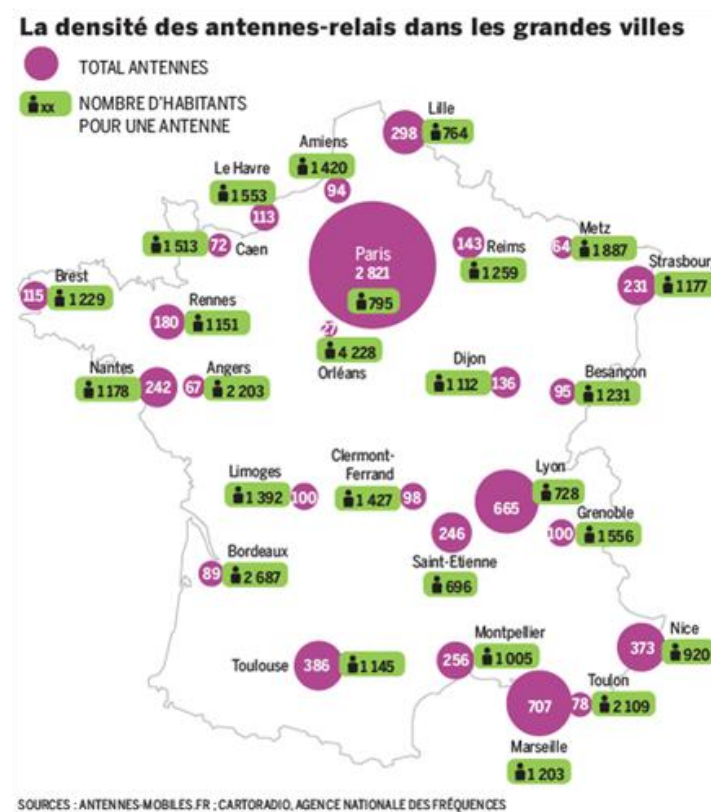 La densité des antennes-relais dans les grandes villes
TOTAL ANTENNES
xx NOMBRE D'HABITANTS
POUR UNE ANTENNE
Lille
298 764
Amiens
1 420
94
Le Havre
1 553
113
1 513 72
Caen
Paris
2 821
795
143 Reims
1 259
Metz
64 1 887
Strasbour
231 1 177
Brest
115 1 229
Rennes
180 1 151
27
4 228
Orléans
Nantes
1 178 242
Angers
67 2 203
Dijon
1 112 136
Besançon
95 1 231
Limoges
1 392 100
Clermont-
Ferrand
1 427 98
Lyon
665 728
Grenoble
100 1 556
246
Saint-Etienne
696
Bordeaux
89 2 687
Toulouse 386 1 145
Montpellier
256 1 005
Nice
373 920
Toulon
78 2 109
707
Marseille
1 203
SOURCES : ANTENNES-MOBILES.FR ; CARTORADIO, AGENCE NATIONALE DES FRÉQUENCES